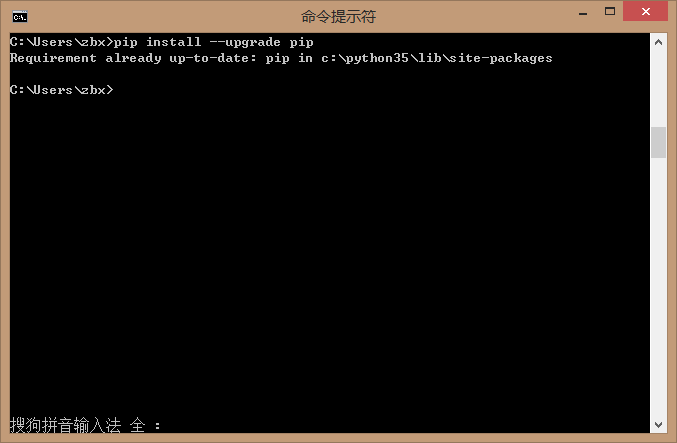 命令提示符
C:\Users\zbx>pip install --upgrade pip
Requirement already up-to-date: pip in c:\python35\lib\site-packages
C:\Users\zbx>
搜狗拼音输入法 全 :